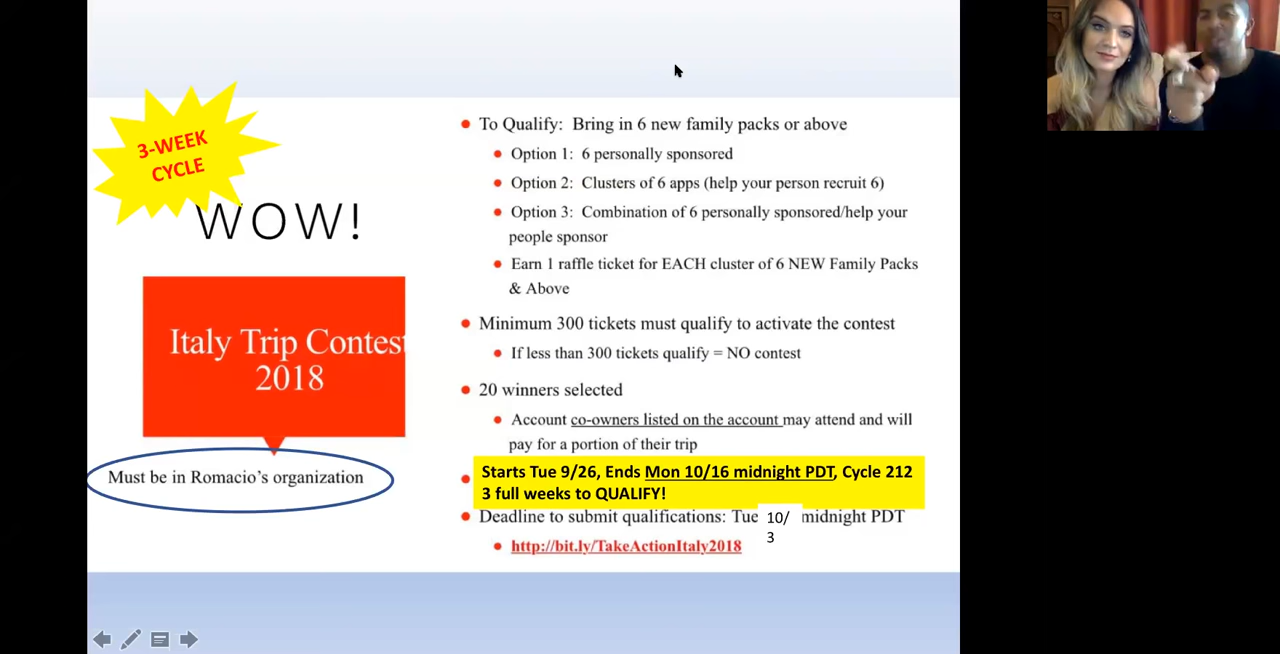 3-WEEK
CYCLE
WOW!
Italy Trip Contest
2018
Must be in Romacio's organization
To Qualify: Bring in 6 new family packs or above
Option 1: 6 personally sponsored
Option 2: Clusters of 6 apps (help your person recruit 6)
Option 3: Combination of 6 personally sponsored/help your
people sponsor
Earn 1 raffle ticket for EACH cluster of 6 NEW Family Packs
& Above
Minimum 300 tickets must qualify to activate the contest
If less than 300 tickets qualify = NO contest
20 winners selected
Account co-owners listed on the account may attend and will
pay for a portion of their trip
Starts Tue 9/26, Ends Mon 10/16 midnight PDT, Cycle 212
3 full weeks to QUALIFY!
Deadline to submit qualifications: Tue 10/ midnight PDT
3
http://bit.ly/TakeActionItaly2018